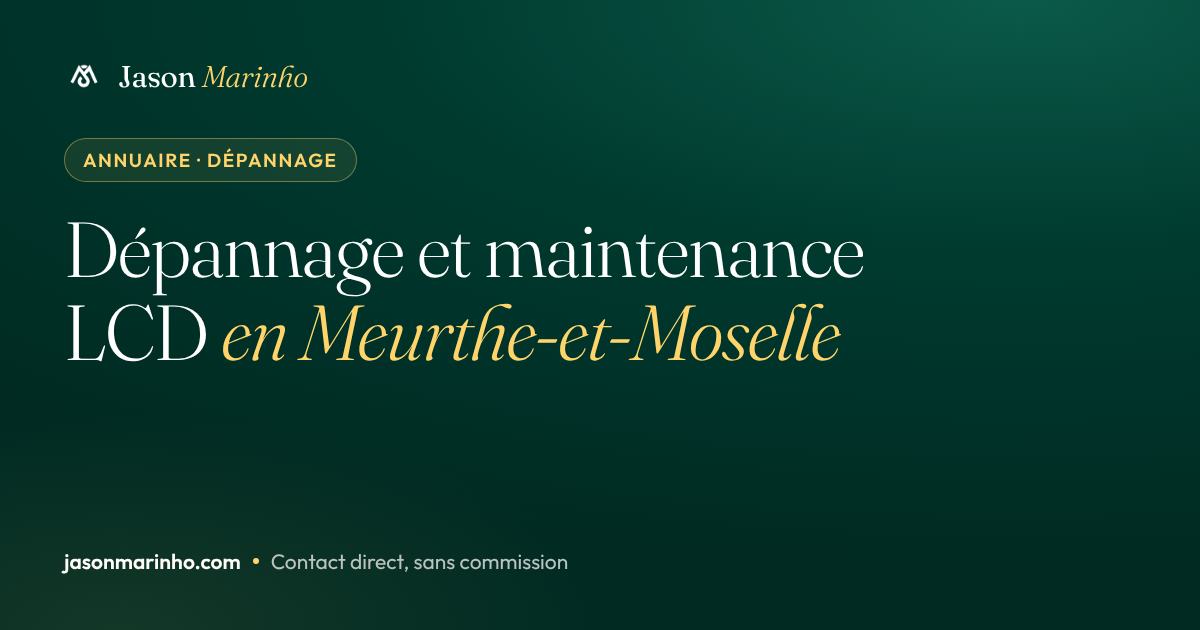 Jason Marinho
ANNUAIRE · DÉPANNAGE
Dépannage et maintenance
LCD en Meurthe-et-Moselle
jasonmarinho.com • Contact direct, sans commission